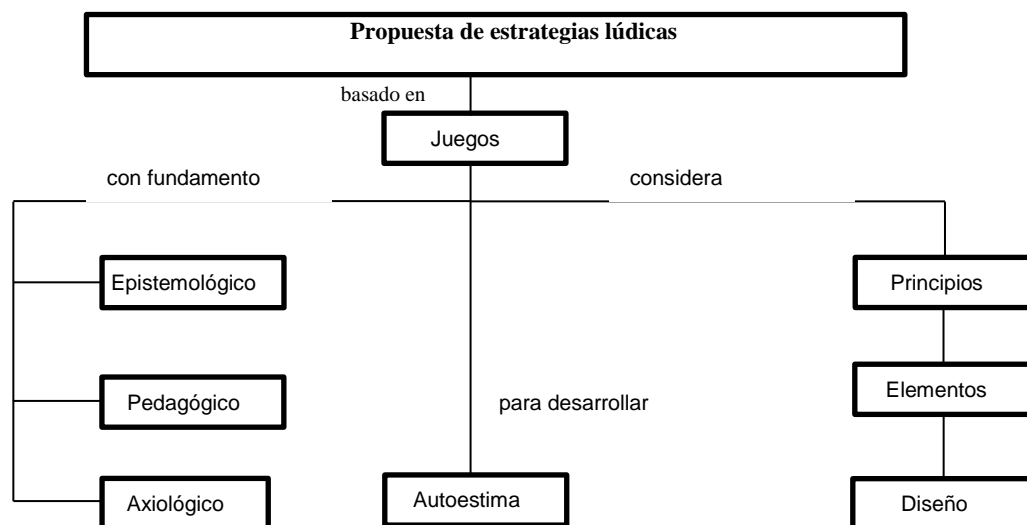 Propuesta de estrategias lúdicas
basado en
Juegos
con fundamento
considera
Epistemológico
Principios
Pedagógico
para desarrollar
Elementos
Axiológico
Autoestima
Diseño